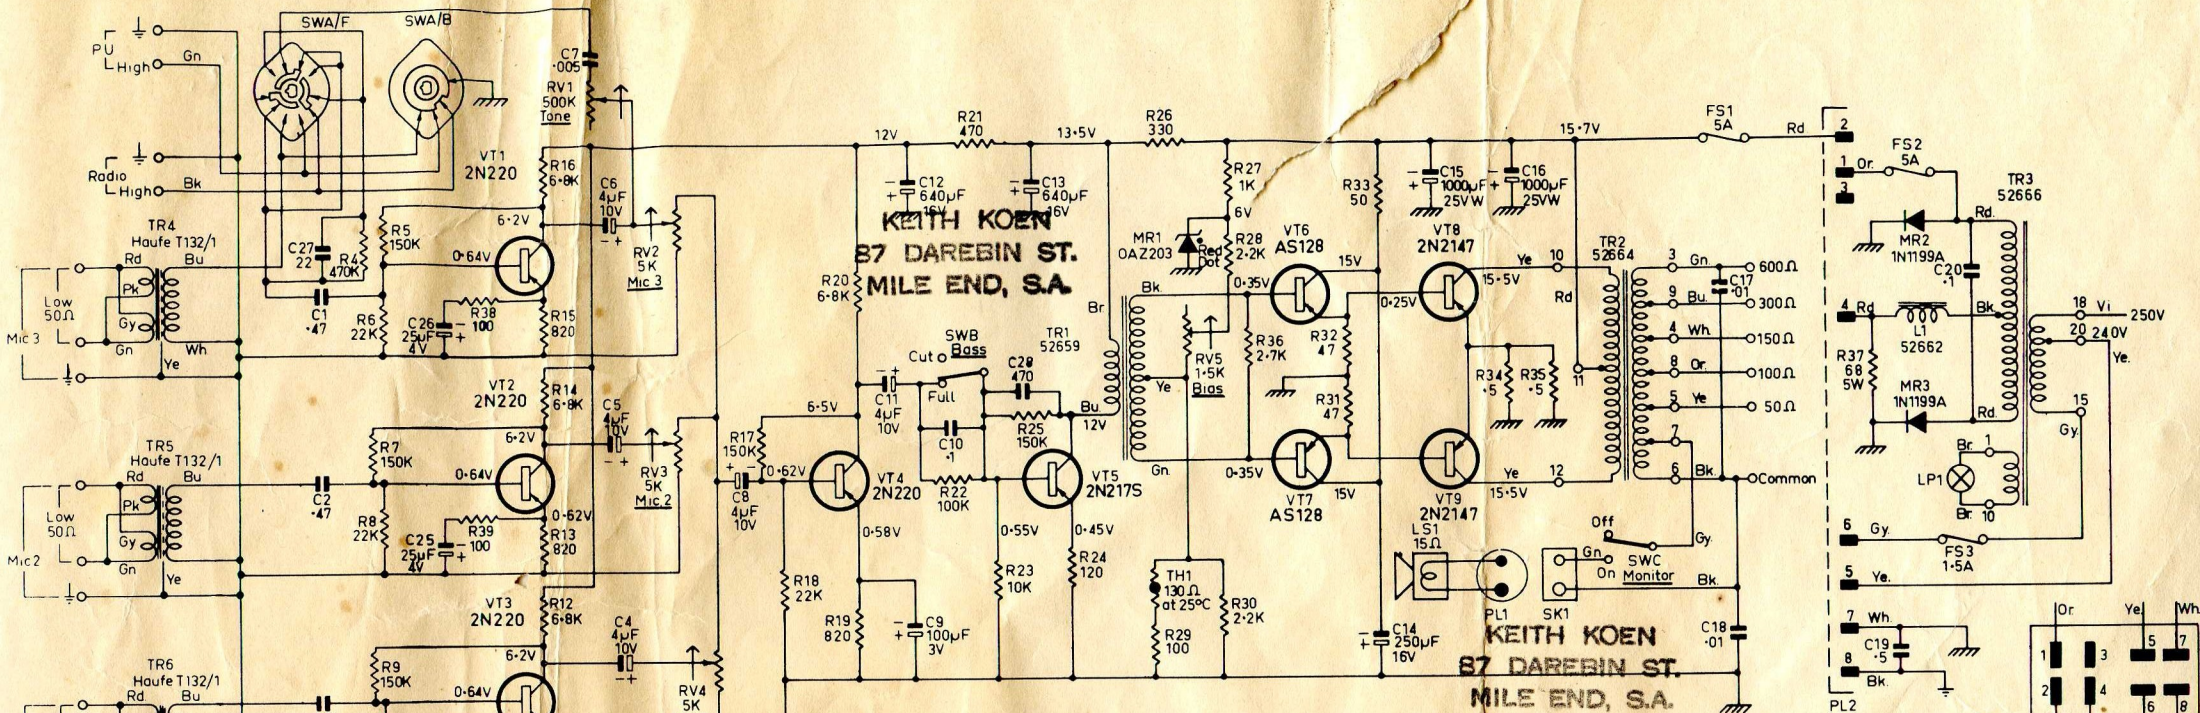 SWA/F
SWA/B
PU
High
Gn
C7
·005
RV1
500K
Tone
Radio
High
Bk
VT1
2N220
R16
6·8K
C6
4µF
10V
6·2V
TR4
Haufe T132/1
Rd
Bu
Pk
Gy
Gn
Wh
Ye
Low
50Ω
Mic 3
C27
22
R4
470K
R5
150K
C1
·47
R6
22K
0·64V
C26
25µF
4V
R38
100
R15
820
RV2
5K
Mic 3
VT2
2N220
R14
6·8K
C5
4µF
10V
6·2V
TR5
Haufe T132/1
Rd
Bu
Pk
Gy
Gn
Ye
Low
50Ω
Mic 2
R7
150K
C2
·47
R8
22K
0·64V
0·62V
C25
25µF
4V
R39
100
R13
820
RV3
5K
Mic.2
VT3
2N220
R12
6·8K
C4
4µF
10V
6·2V
TR6
Haufe T132/1
Rd
Bu
R9
150K
0·64V
RV4
5K
12V
R21
470
13·5V
R26
330
C12
640µF
16V
C13
640µF
16V
KEITH KOEN
87 DAREBIN ST.
MILE END, S.A.
R20
6·8K
SWB
Bass
Cut
Full
C11
4µF
10V
C28
470
C10
·1
R25
150K
R22
100K
6·5V
R17
150K
0·62V
C8
4µF
10V
VT4
2N220
0·58V
R18
22K
R19
820
C9
100µF
3V
VT5
2N217S
0·55V
0·45V
R23
10K
R24
120
TR1
52659
Br
Bu
12V
Bk
Ye
Gn
R27
1K
6V
MR1
OAZ203
Red
Dot
R28
2·2K
RV5
1·5K
Bias
TH1
130Ω
at 25°C
R29
100
R30
2·2K
R36
2·7K
VT6
AS128
15V
0·35V
0·35V
VT7
AS128
15V
R32
47
R31
47
R33
50
C14
250µF
16V
C15
1000µF
25VW
C16
1000µF
25VW
15·7V
0·25V
VT8
2N2147
15·5V
VT9
2N2147
15·5V
R34
·5
R35
·5
Ye
10
Rd
11
Ye
12
TR2
52664
3
Gn
600Ω
9
Bu.
300Ω
4
Wh.
150Ω
8
Or.
100Ω
5
Ye
50Ω
7
6
Bk.
Common
C17
·01
Gy
LS1
15Ω
PL1
SK1
Off
On
Gn
SWC
Monitor
Bk.
C18
·01
KEITH KOEN
87 DAREBIN ST.
MILE END, S.A.
FS1
5A
Rd
2
1
Or.
3
FS2
5A
MR2
1N1199A
Rd.
C20
·1
4
Rd
L1
52662
Bk
R37
68
5W
MR3
1N1199A
Rd.
TR3
52666
18
Vi
250V
20
240V
Ye.
15
Gy.
LP1
Br.
1
Br.
10
6
Gy.
FS3
1·5A
5
Ye.
7
Wh.
8
Bk.
C19
·5
PL2
Or
Ye
Wh
1
3
5
7
2
4
6
8